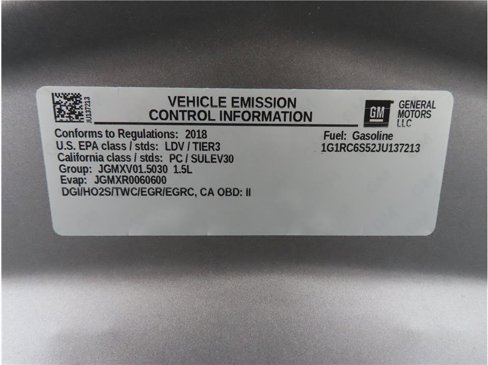 JU137213
VEHICLE EMISSION
CONTROL INFORMATION
GM
GENERAL
MOTORS
LLC
Conforms to Regulations: 2018
Fuel: Gasoline
U.S. EPA class / stds: LDV / TIER3
1G1RC6S52JU137213
California class / stds: PC / SULEV30
Group: JGMXV01.5030 1.5L
Evap: JGMXR0060600
DGI/HO2S/TWC/EGR/EGRC, CA OBD: II